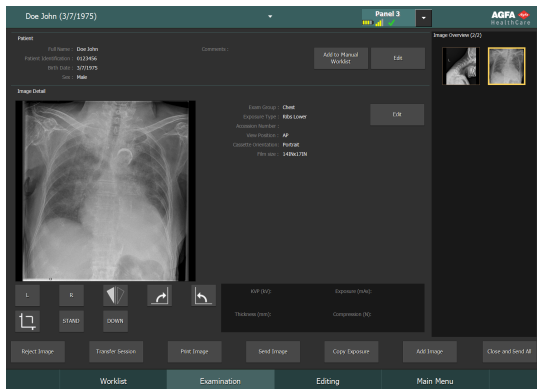 Doe John (3/7/1975)
Panel 3
AGFA
HealthCare
Patient
Full Name : Doe John
Patient Identification : 0123456
Birth Date : 3/7/1975
Sex : Male
Comments :
Add to Manual
Worklist
Edit
Image Overview (2/2)
Image Detail
Exam Group : Chest
Exposure Type : Ribs Lower
Accession Number :
View Position : AP
Cassette Orientation : Portrait
Film size : 14INx17IN
Edit
L
R
STAND
DOWN
KVP (kV):
Exposure (mAs):
Thickness (mm):
Compression (N):
Reject Image
Transfer Session
Print Image
Send Image
Copy Exposure
Add Image
Close and Send All
Worklist
Examination
Editing
Main Menu